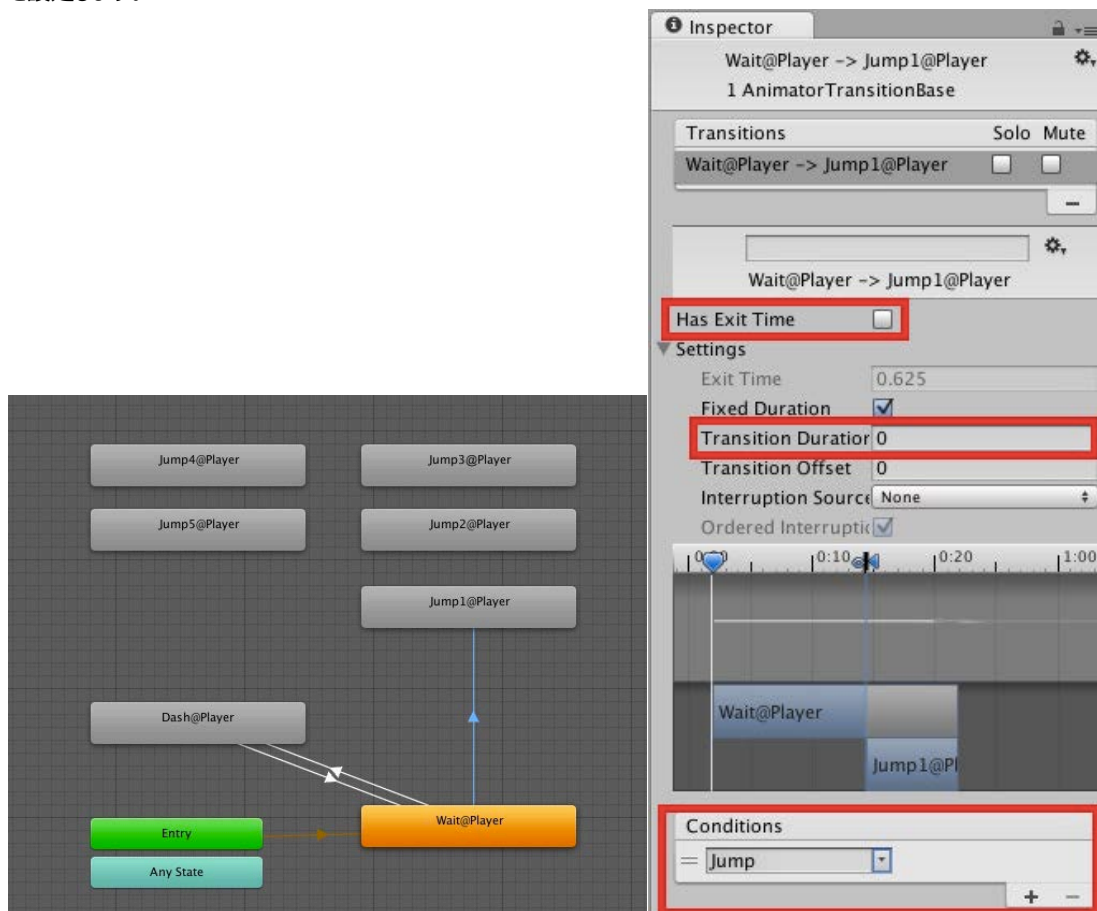 Inspector
Wait@Player -> Jump1@Player
1 AnimatorTransitionBase
Transitions Solo Mute
Wait@Player -> Jump1@Player
Wait@Player -> Jump1@Player
Has Exit Time
Settings
Exit Time 0.625
Fixed Duration
Transition Duration 0
Transition Offset 0
Interruption Source None
Ordered Interruptic
0:10 0:20 1:00
Wait@Player
Jump1@Pl
Conditions
Jump
Jump4@Player Jump3@Player
Jump5@Player Jump2@Player
Jump1@Player
Dash@Player
Wait@Player
Entry
Any State